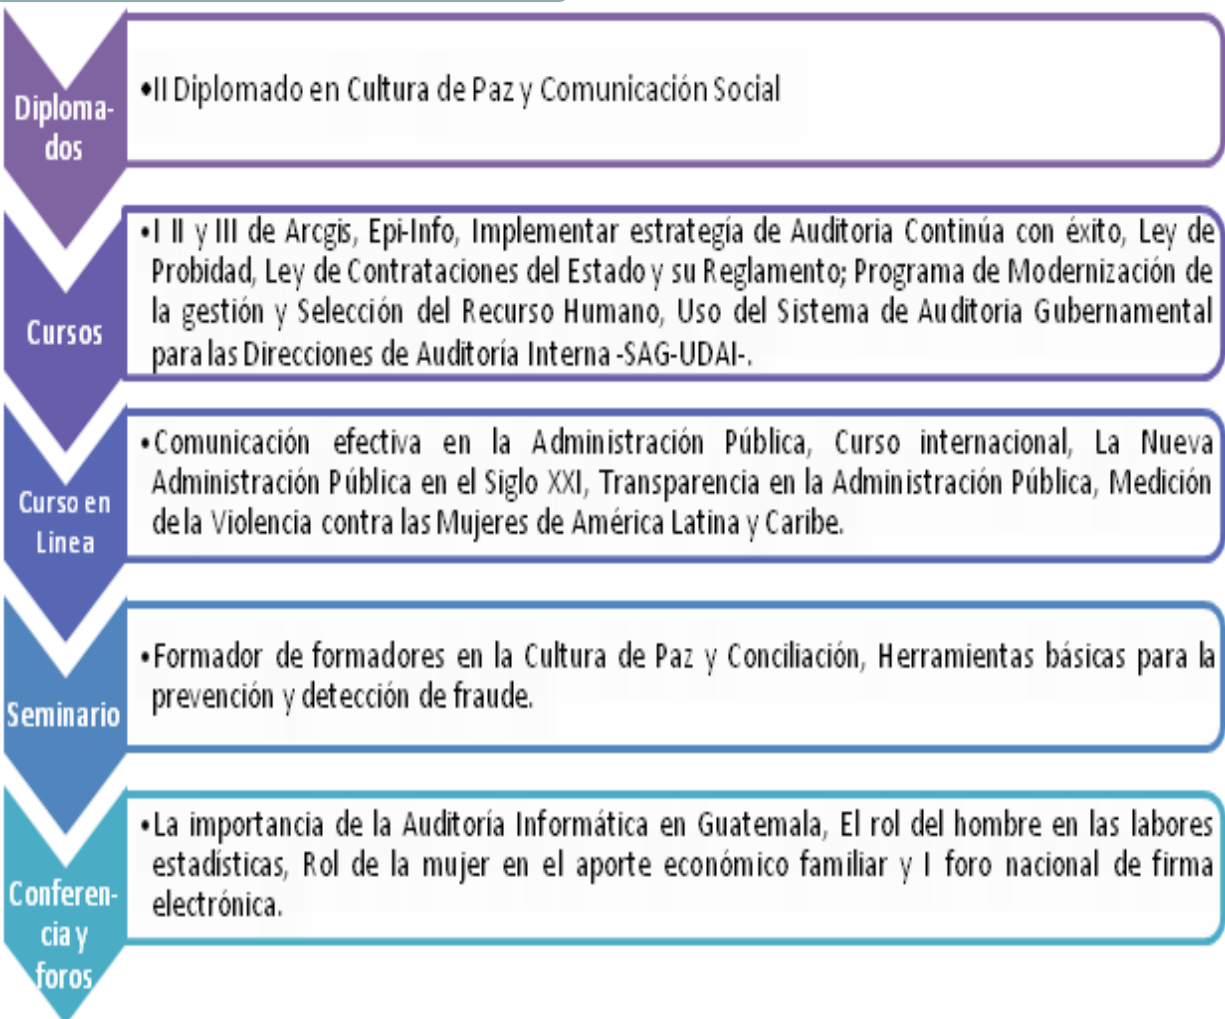 Diploma-
dos
•II Diplomado en Cultura de Paz y Comunicación Social
Cursos
•I II y III de Arcgis, Epi-Info, Implementar estrategía de Auditoria Continúa con éxito, Ley de
Probidad, Ley de Contrataciones del Estado y su Reglamento; Programa de Modernización de
la gestión y Selección del Recurso Humano, Uso del Sistema de Auditoria Gubernamental
para las Direcciones de Auditoría Interna -SAG-UDAI-.
Curso en
Linea
•Comunicación efectiva en la Administración Pública, Curso internacional, La Nueva
Administración Pública en el Siglo XXI, Transparencia en la Administración Pública, Medición
de la Violencia contra las Mujeres de América Latina y Caribe.
Seminario
•Formador de formadores en la Cultura de Paz y Conciliación, Herramientas básicas para la
prevención y detección de fraude.
Conferen-
cia y
foros
•La importancia de la Auditoría Informática en Guatemala, El rol del hombre en las labores
estadísticas, Rol de la mujer en el aporte económico familiar y I foro nacional de firma
electrónica.